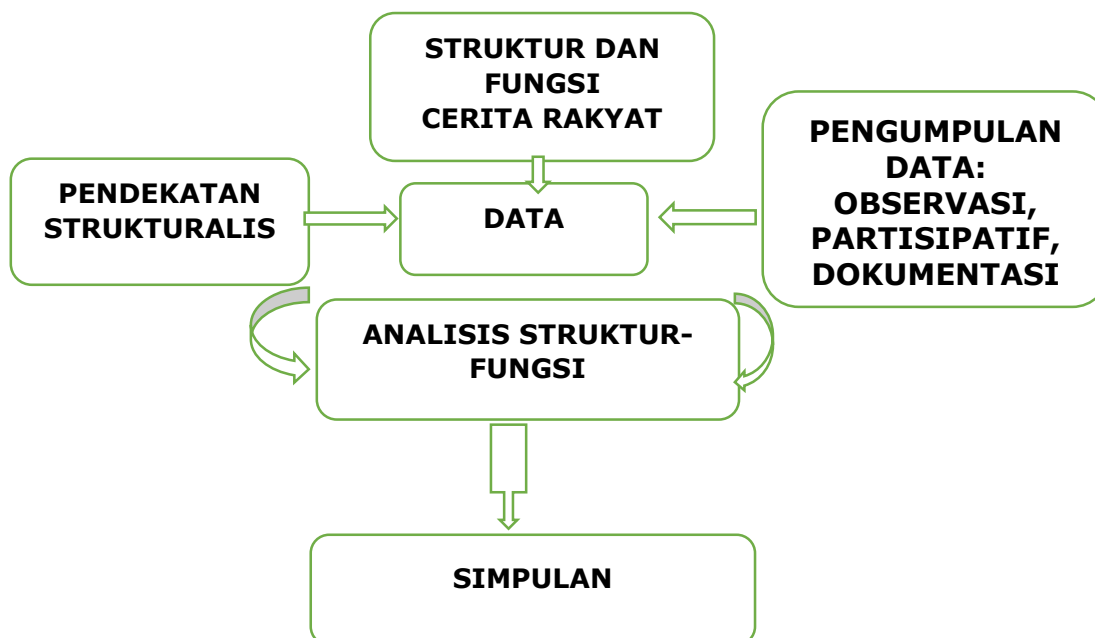 STRUKTUR DAN
FUNGSI
CERITA RAKYAT
PENDEKATAN
STRUKTURALIS
DATA
PENGUMPULAN
DATA:
OBSERVASI,
PARTISIPATIF,
DOKUMENTASI
ANALISIS STRUKTUR-
FUNGSI
SIMPULAN